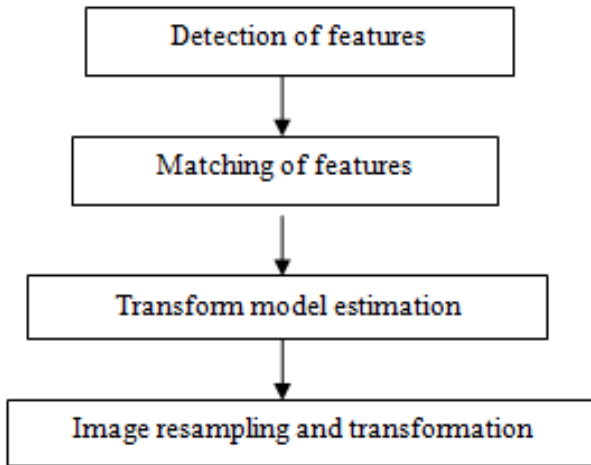 Detection of features
Matching of features
Transform model estimation
Image resampling and transformation